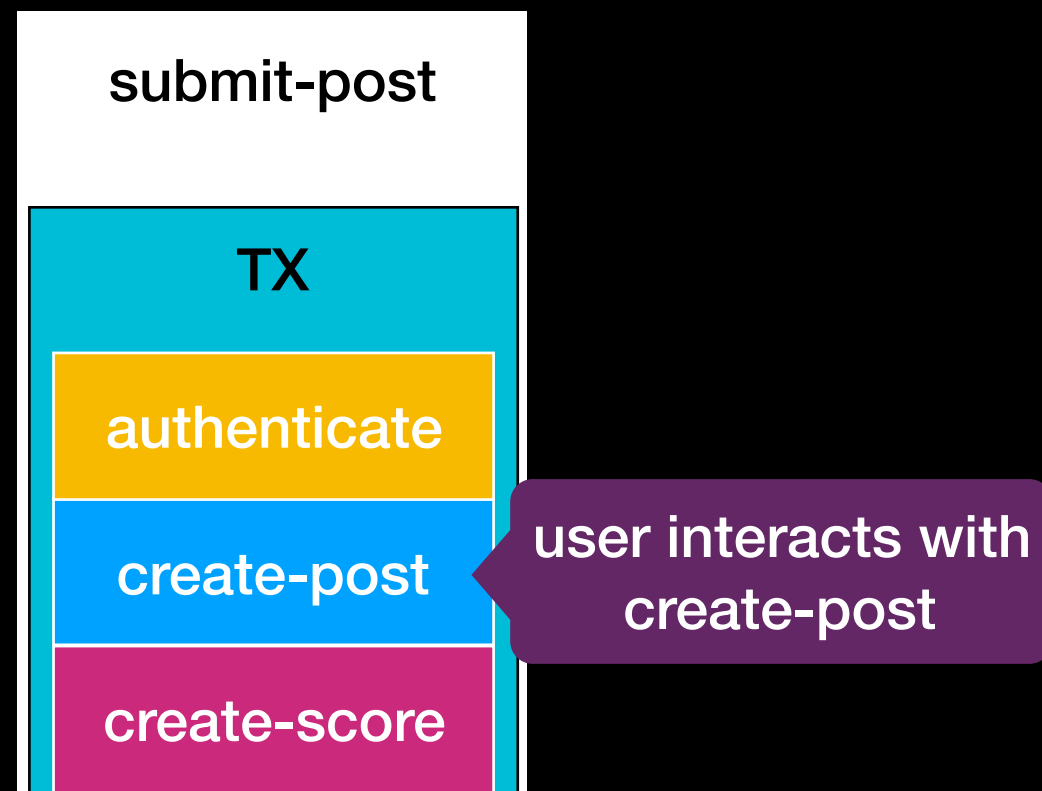 submit-post
TX
authenticate
create-post
user interacts with
create-post
create-score